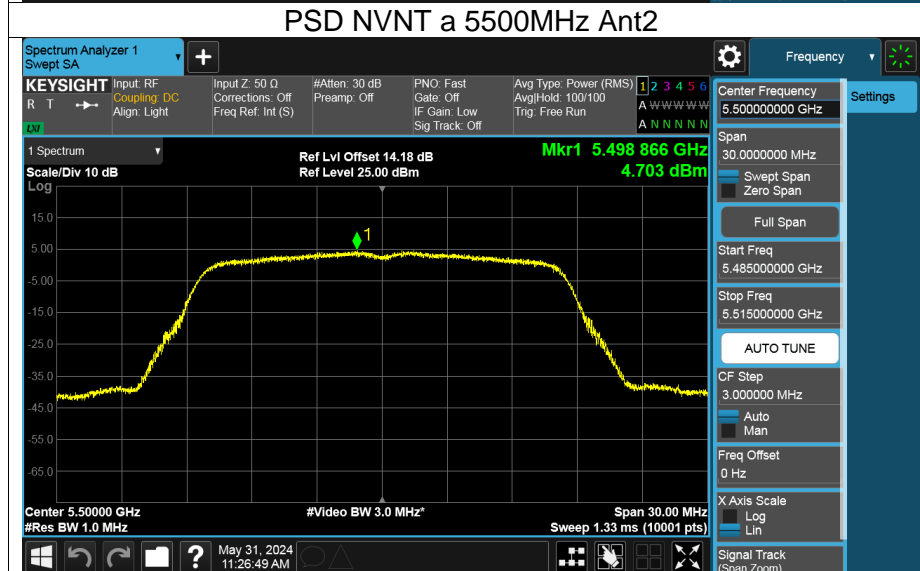 PSD NVNT a 5500MHz Ant2
Spectrum Analyzer 1
Swept SA
+
Frequency
KEYSIGHT
R T
LXI
Input: RF
Coupling: DC
Align: Light
Input Z: 50 Ω
Corrections: Off
Freq Ref: Int (S)
#Atten: 30 dB
Preamp: Off
PNO: Fast
Gate: Off
IF Gain: Low
Sig Track: Off
Avg Type: Power (RMS)
Avg|Hold: 100/100
Trig: Free Run
1 2 3 4 5 6
A W W W W W
A N N N N N
Center Frequency
5.500000000 GHz
Settings
1 Spectrum
Scale/Div 10 dB
Ref Lvl Offset 14.18 dB
Ref Level 25.00 dBm
Mkr1 5.498 866 GHz
4.703 dBm
Span
30.0000000 MHz
Swept Span
Zero Span
Full Span
Start Freq
5.485000000 GHz
Stop Freq
5.515000000 GHz
AUTO TUNE
CF Step
3.000000 MHz
Auto
Man
Freq Offset
0 Hz
X Axis Scale
Log
Lin
Signal Track
(Span Zoom)
Log
15.0
5.00
-5.00
-15.0
-25.0
-35.0
-45.0
-55.0
-65.0
1
Center 5.50000 GHz
#Res BW 1.0 MHz
#Video BW 3.0 MHz*
Span 30.00 MHz
Sweep 1.33 ms (10001 pts)
?
May 31, 2024
11:26:49 AM